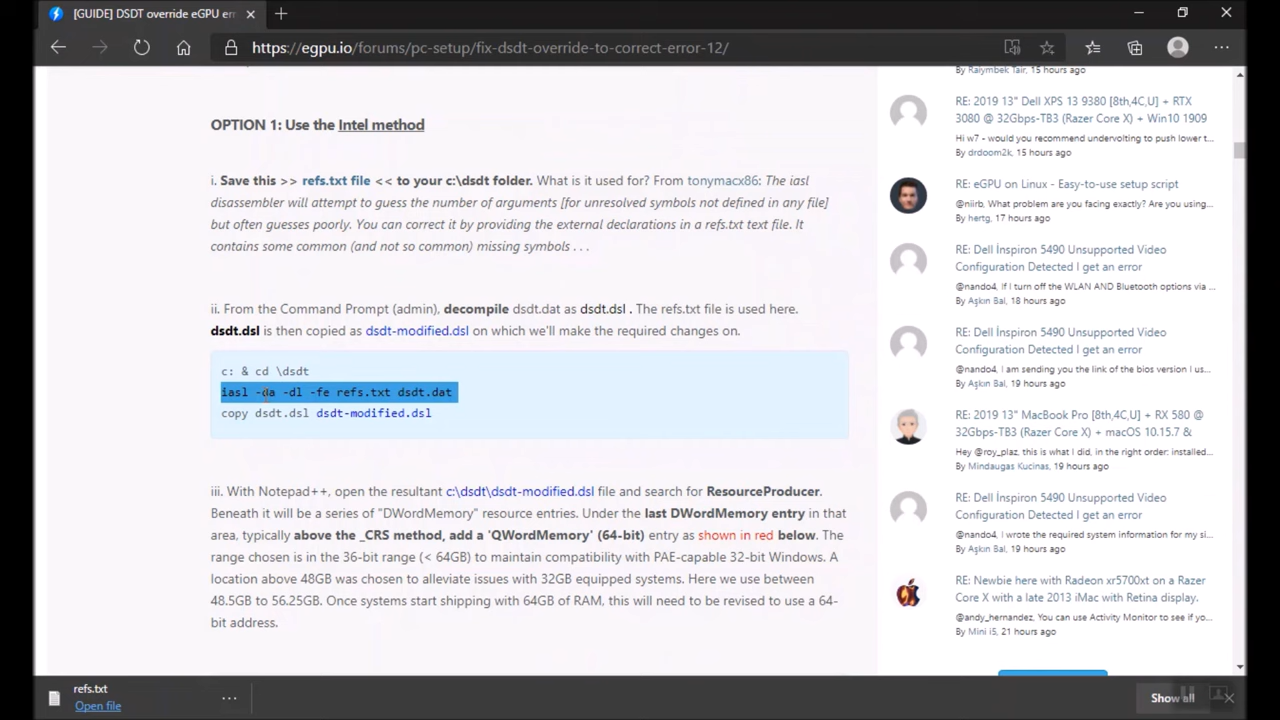 [GUIDE] DSDT override eGPU err
https://egpu.io/forums/pc-setup/fix-dsdt-override-to-correct-error-12/
OPTION 1: Use the Intel method
i. Save this >> refs.txt file << to your c:\dsdt folder. What is it used for? From tonymacx86: The iasl
disassembler will attempt to guess the number of arguments [for unresolved symbols not defined in any file]
but often guesses poorly. You can correct it by providing the external declarations in a refs.txt text file. It
contains some common (and not so common) missing symbols . . .
ii. From the Command Prompt (admin), decompile dsdt.dat as dsdt.dsl . The refs.txt file is used here.
dsdt.dsl is then copied as dsdt-modified.dsl on which we'll make the required changes on.
c: & cd \dsdt
iasl -da -dl -fe refs.txt dsdt.dat
copy dsdt.dsl dsdt-modified.dsl
iii. With Notepad++, open the resultant c:\dsdt\dsdt-modified.dsl file and search for ResourceProducer.
Beneath it will be a series of "DWordMemory" resource entries. Under the last DWordMemory entry in that
area, typically above the _CRS method, add a 'QWordMemory' (64-bit) entry as shown in red below. The
range chosen is in the 36-bit range (< 64GB) to maintain compatibility with PAE-capable 32-bit Windows. A
location above 48GB was chosen to alleviate issues with 32GB equipped systems. Here we use between
48.5GB to 56.25GB. Once systems start shipping with 64GB of RAM, this will need to be revised to use a 64-
bit address.
By Raiymbek Tair, 15 hours ago
RE: 2019 13" Dell XPS 13 9380 [8th,4C,U] + RTX
3080 @ 32Gbps-TB3 (Razer Core X) + Win10 1909
Hi w7 - would you recommend undervolting to push lower t...
By drdoom2k, 15 hours ago
RE: eGPU on Linux - Easy-to-use setup script
@niirb, What problem are you facing exactly? Are you using...
By hertg, 17 hours ago
RE: Dell İnspiron 5490 Unsupported Video
Configuration Detected I get an error
@nando4, If I turn off the WLAN AND Bluetooth options via ...
By Aşkın Bal, 18 hours ago
RE: Dell İnspiron 5490 Unsupported Video
Configuration Detected I get an error
@nando4, I am sending you the link of the bios version I us...
By Aşkın Bal, 19 hours ago
RE: 2019 13" MacBook Pro [8th,4C,U] + RX 580 @
32Gbps-TB3 (Razer Core X) + macOS 10.15.7 &
Hey @roy_plaz, this is what I did, in the right order: installed...
By Mindaugas Kucinas, 19 hours ago
RE: Dell İnspiron 5490 Unsupported Video
Configuration Detected I get an error
@nando4, I wrote the required system information for my si...
By Aşkın Bal, 19 hours ago
RE: Newbie here with Radeon xr5700xt on a Razer
Core X with a late 2013 iMac with Retina display.
@andy_hernandez, You can use Activity Monitor to see if yo...
By Mini i5, 21 hours ago
refs.txt
Open file
Show all